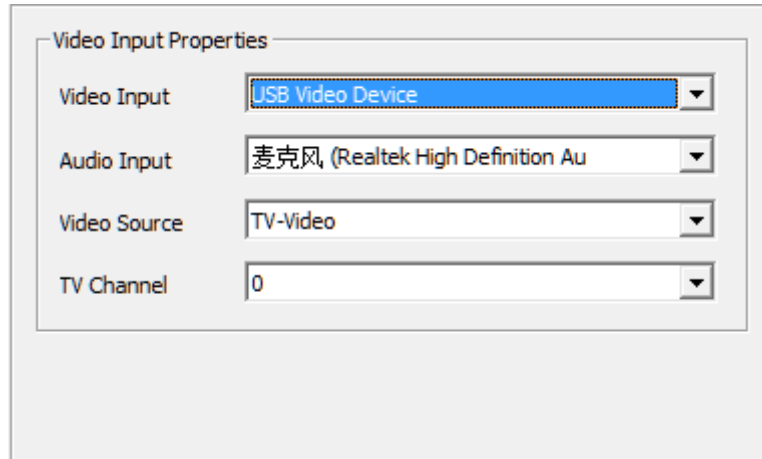 Video Input Properties
Video Input USB Video Device
Audio Input 麦克风 (Realtek High Definition Au
Video Source TV-Video
TV Channel 0